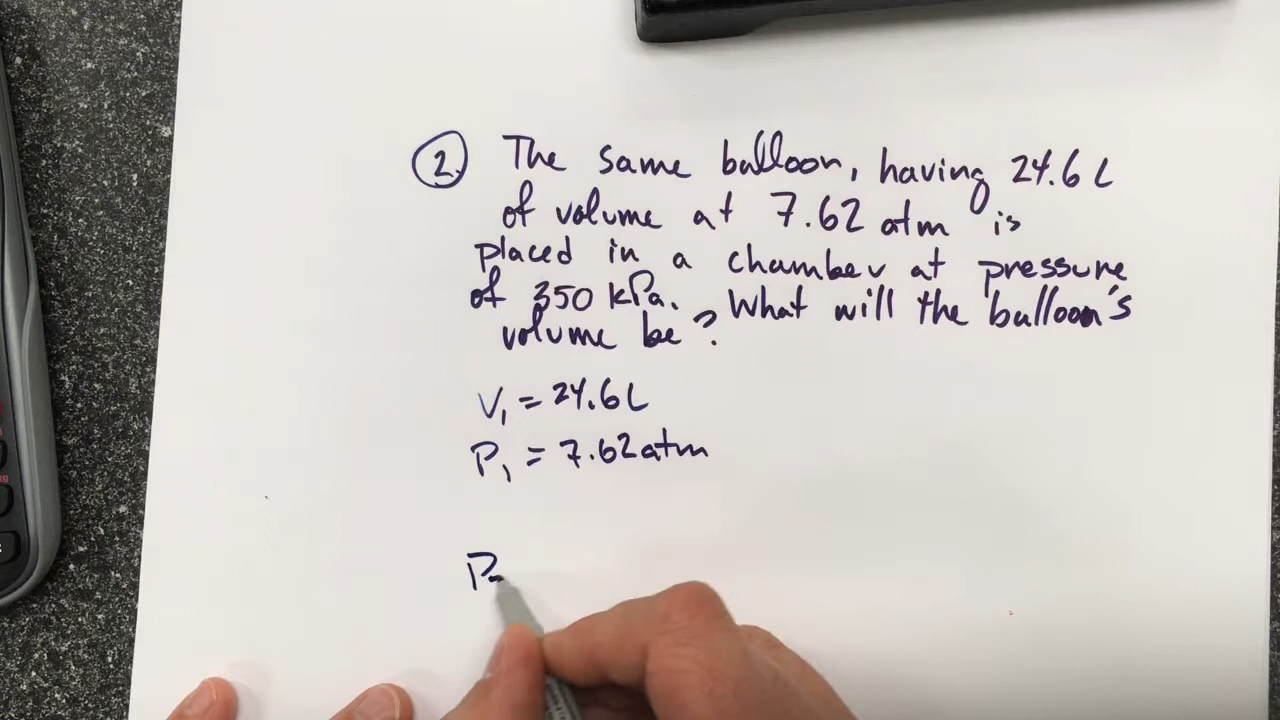 2. The same balloon, having 24.6 L
of volume at 7.62 atm is
placed in a chamber at pressure
of 350 kPa. What will the balloon's
volume be?
V₁ = 24.6 L
P₁ = 7.62 atm
P